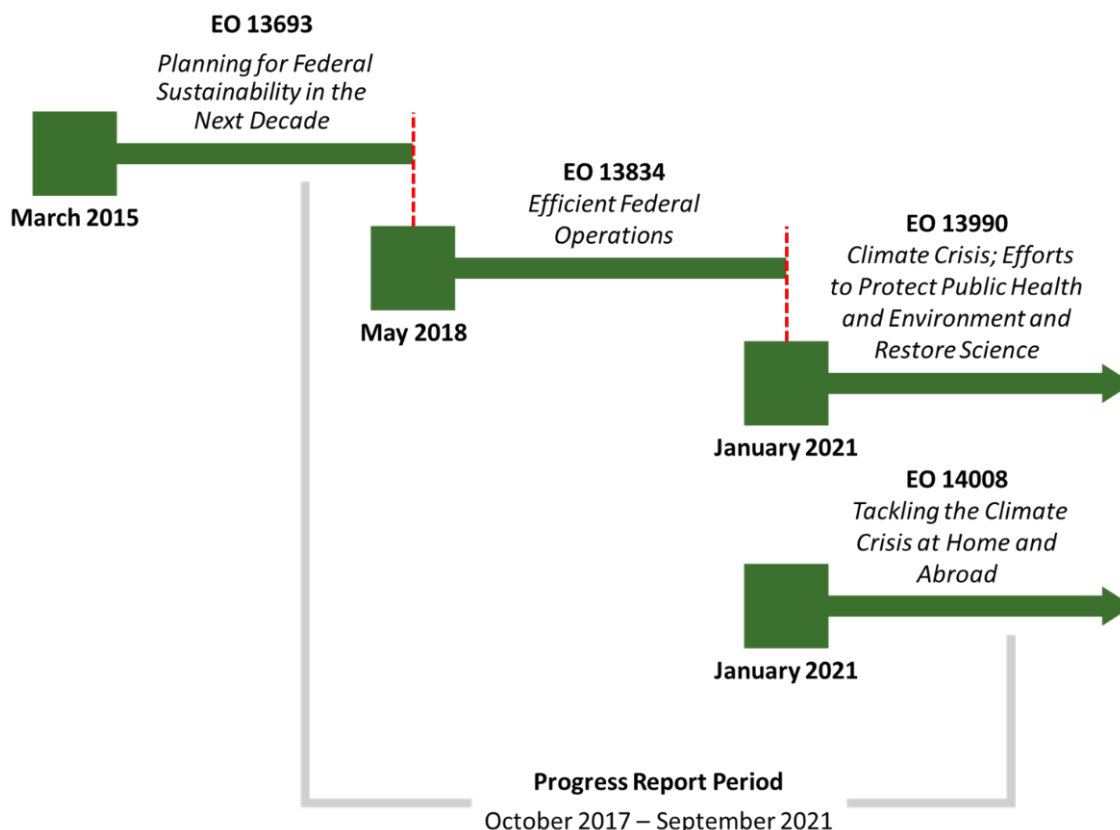 EO 13693
Planning for Federal
Sustainability in the
Next Decade
March 2015
EO 13834
Efficient Federal
Operations
May 2018
EO 13990
Climate Crisis; Efforts
to Protect Public Health
and Environment and
Restore Science
January 2021
EO 14008
Tackling the Climate
Crisis at Home and
Abroad
January 2021
Progress Report Period
October 2017 – September 2021